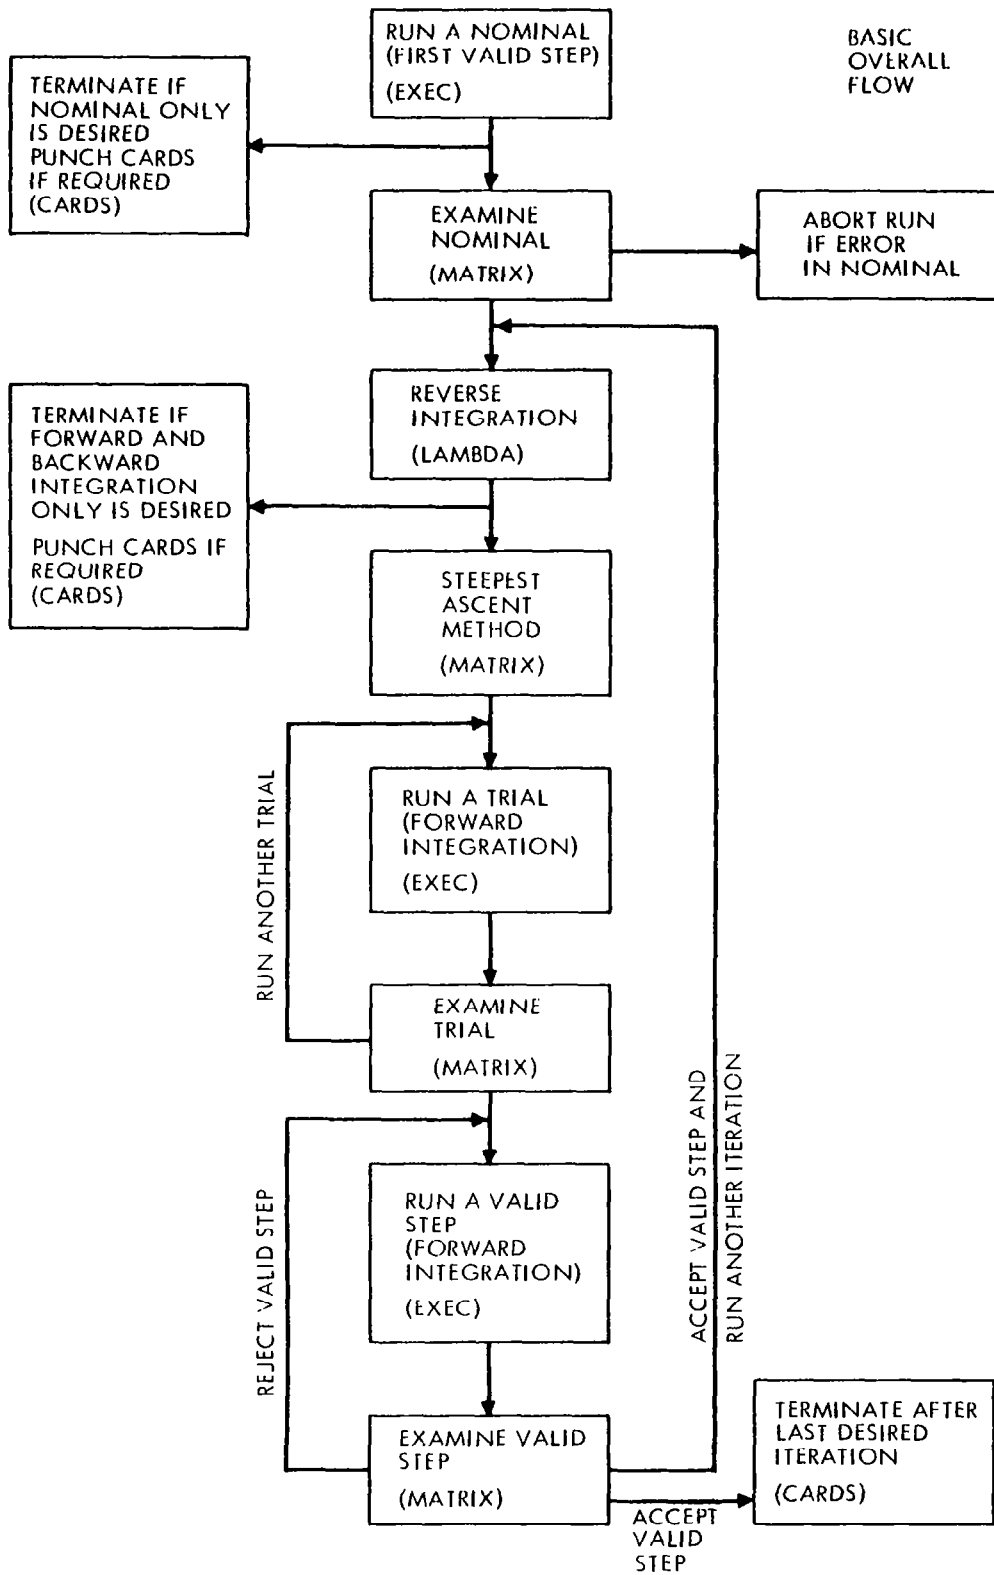 RUN A NOMINAL
(FIRST VALID STEP)
(EXEC)
BASIC
OVERALL
FLOW
TERMINATE IF
NOMINAL ONLY
IS DESIRED
PUNCH CARDS
IF REQUIRED
(CARDS)
EXAMINE
NOMINAL
(MATRIX)
ABORT RUN
IF ERROR
IN NOMINAL
REVERSE
INTEGRATION
(LAMBDA)
TERMINATE IF
FORWARD AND
BACKWARD
INTEGRATION
ONLY IS DESIRED
PUNCH CARDS IF
REQUIRED
(CARDS)
STEEPEST
ASCENT
METHOD
(MATRIX)
RUN ANOTHER TRIAL
RUN A TRIAL
(FORWARD
INTEGRATION)
(EXEC)
EXAMINE
TRIAL
(MATRIX)
REJECT VALID STEP
RUN A VALID
STEP
(FORWARD
INTEGRATION)
(EXEC)
ACCEPT VALID STEP AND
RUN ANOTHER ITERATION
EXAMINE VALID
STEP
(MATRIX)
ACCEPT
VALID
STEP
TERMINATE AFTER
LAST DESIRED
ITERATION
(CARDS)